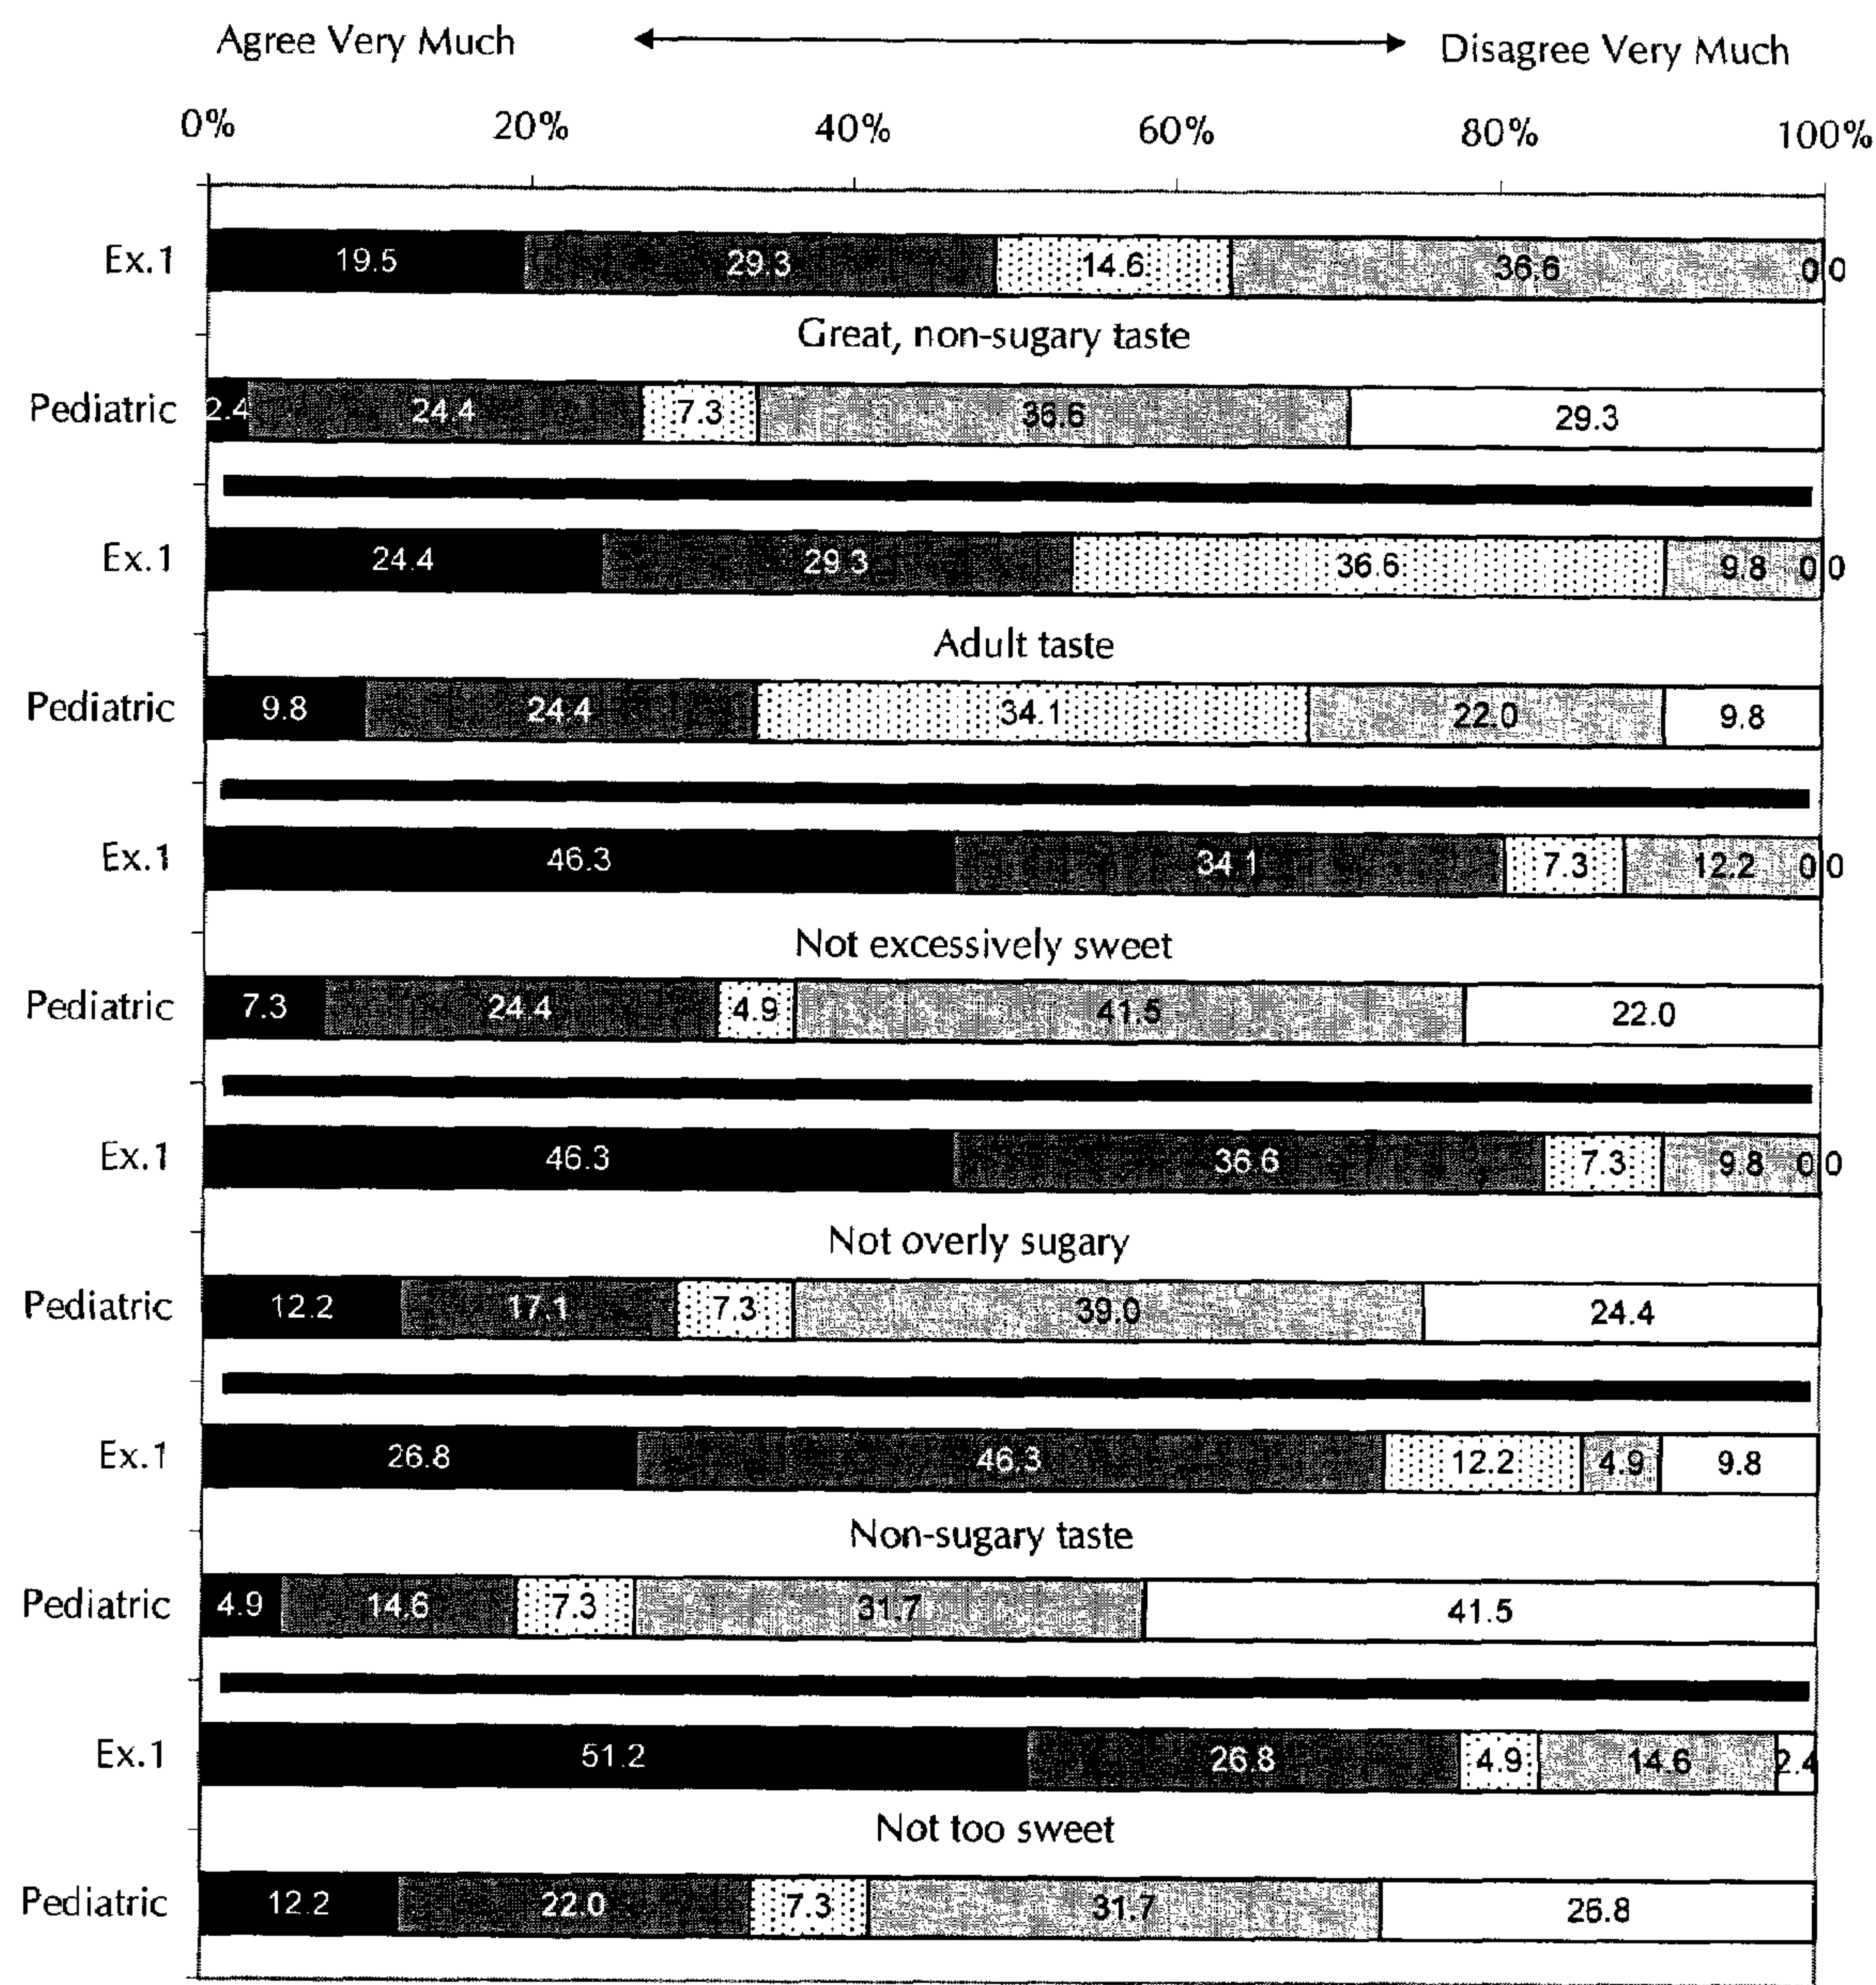 Agree Very Much Disagree Very Much
0% 20% 40% 60% 80% 100%
Ex.1 19.5 29.3 14.6 36.6 0.0
Great, non-sugary taste
Pediatric 2.4 24.4 7.3 36.6 29.3
Ex.1 24.4 29.3 36.6 9.8 0.0
Adult taste
Pediatric 9.8 24.4 34.1 22.0 9.8
Ex.1 46.3 34.1 7.3 12.2 0.0
Not excessively sweet
Pediatric 7.3 24.4 4.9 41.5 22.0
Ex.1 46.3 36.6 7.3 9.8 0.0
Not overly sugary
Pediatric 12.2 17.1 7.3 39.0 24.4
Ex.1 26.8 46.3 12.2 4.9 9.8
Non-sugary taste
Pediatric 4.9 14.6 7.3 31.7 41.5
Ex.1 51.2 26.8 4.9 14.6 2.4
Not too sweet
Pediatric 12.2 22.0 7.3 31.7 26.8